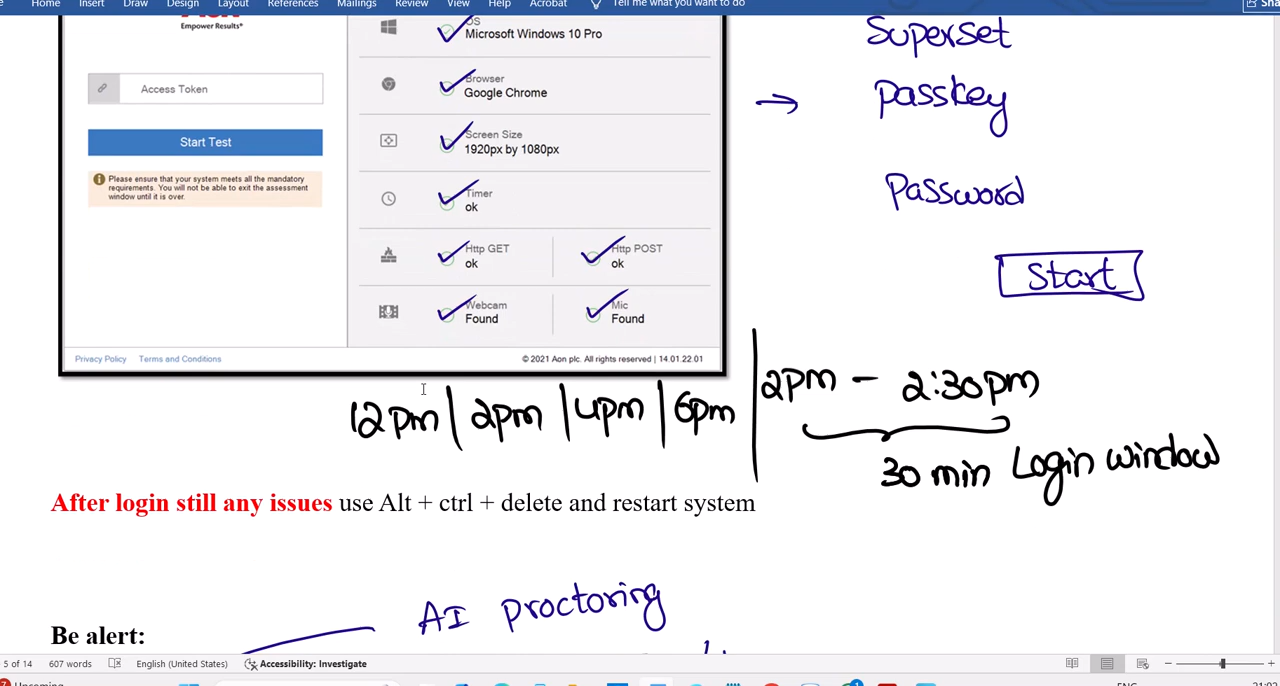 Home Insert Draw Design Layout References Mailings Review View Help Acrobat Tell me what you want to do
Empower Results®
Access Token
Start Test
Please ensure that your system meets all the mandatory
requirements. You will not be able to exit the assessment
window until it is over.
OS
Microsoft Windows 10 Pro
Browser
Google Chrome
Screen Size
1920px by 1080px
Timer
ok
Http GET
ok
Http POST
ok
Webcam
Found
Mic
Found
Privacy Policy Terms and Conditions
© 2021 Aon plc. All rights reserved | 14.01.22.01
Superset
→ Passkey
Password
Start
12pm | 2pm | 4pm | 6pm
2pm - 2:30pm
30 min Login window
After login still any issues use Alt + ctrl + delete and restart system
AI proctoring
Be alert:
5 of 14 607 words English (United States) Accessibility: Investigate
Upcoming
ENG